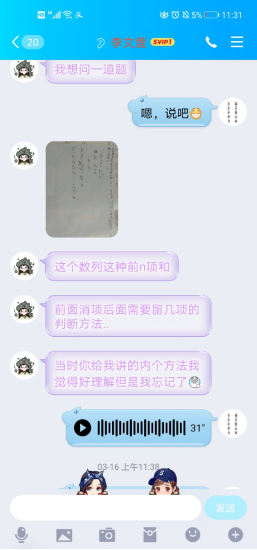 HD 4G 5% 11:31
20 李文雪 SVIP1
我想问一道题
嗯，说吧
这个数列这种前n项和
前面消项后面需要留几项的
判断方法..
当时你给我讲的内个方法我
觉得好理解但是我忘记了
31"
03-16 上午11:38
发送